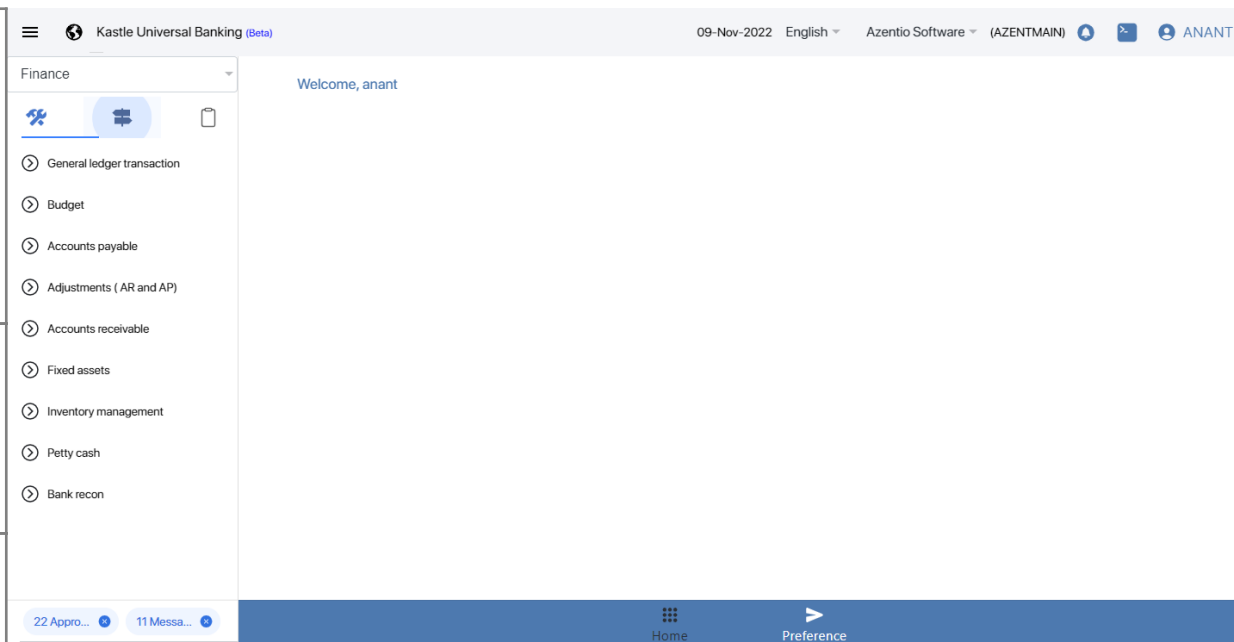 Kastle Universal Banking (Beta)
09-Nov-2022 English Azentio Software (AZENTMAIN) ANANT
Finance
Welcome, anant
General ledger transaction
Budget
Accounts payable
Adjustments ( AR and AP)
Accounts receivable
Fixed assets
Inventory management
Petty cash
Bank recon
22 Appro... 11 Messa...
Home Preference